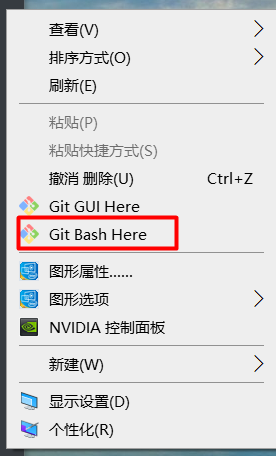 查看(V)
排序方式(O)
刷新(E)
粘贴(P)
粘贴快捷方式(S)
撤消 删除(U) Ctrl+Z
Git GUI Here
Git Bash Here
图形属性......
图形选项
NVIDIA 控制面板
新建(W)
显示设置(D)
个性化(R)